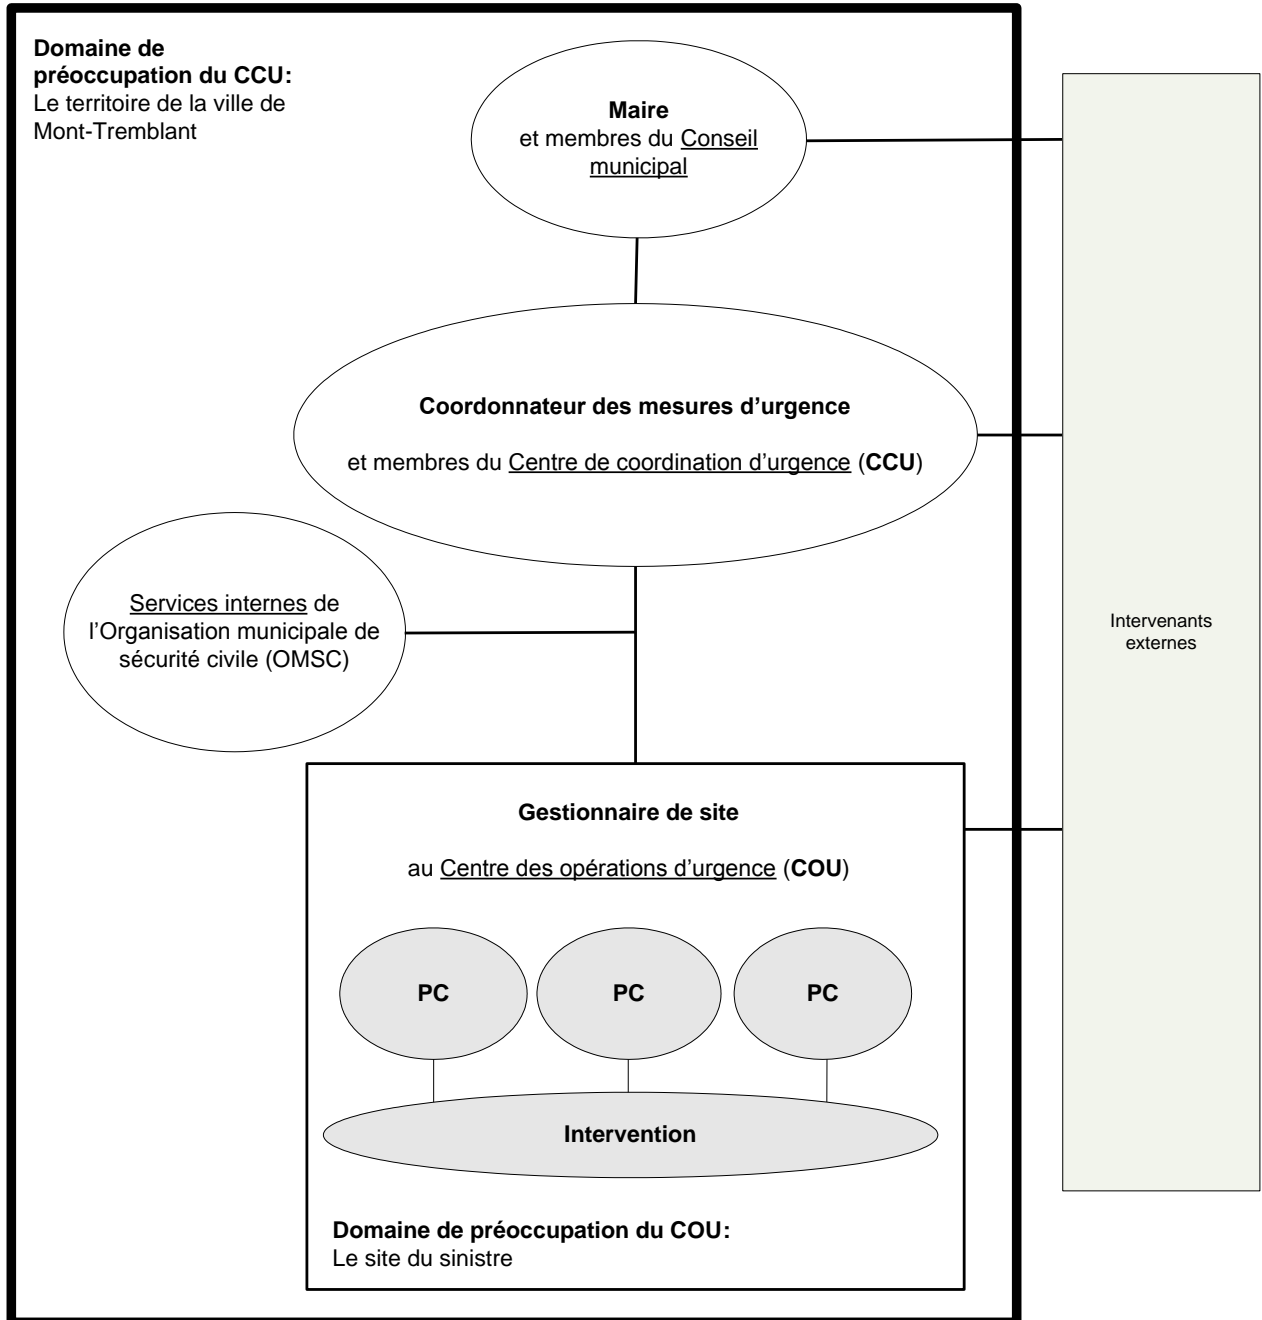 Domaine de
préoccupation du CCU:
Le territoire de la ville de
Mont-Tremblant
Maire
et membres du Conseil
municipal
Coordonnateur des mesures d’urgence
et membres du Centre de coordination d’urgence (CCU)
Services internes de
l’Organisation municipale de
sécurité civile (OMSC)
Intervenants
externes
Gestionnaire de site
au Centre des opérations d’urgence (COU)
PC
PC
PC
Intervention
Domaine de préoccupation du COU:
Le site du sinistre